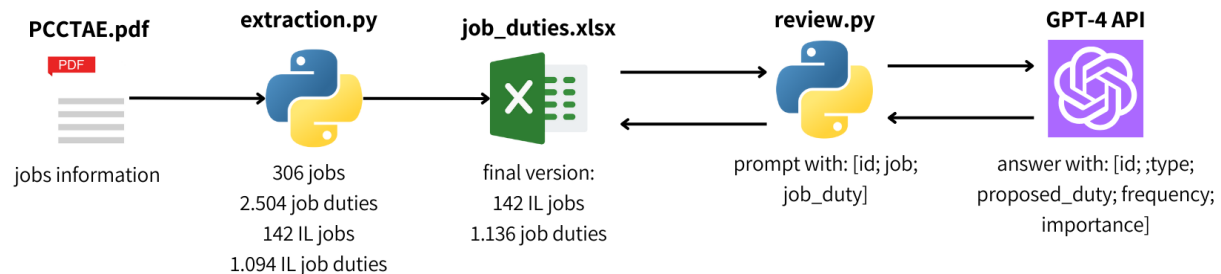 PCCTAE.pdf
PDF
jobs information
extraction.py
306 jobs
2.504 job duties
142 IL jobs
1.094 IL job duties
job_duties.xlsx
X
final version:
142 IL jobs
1.136 job duties
review.py
prompt with: [id; job;
job_duty]
GPT-4 API
answer with: [id; ;type;
proposed_duty; frequency;
importance]